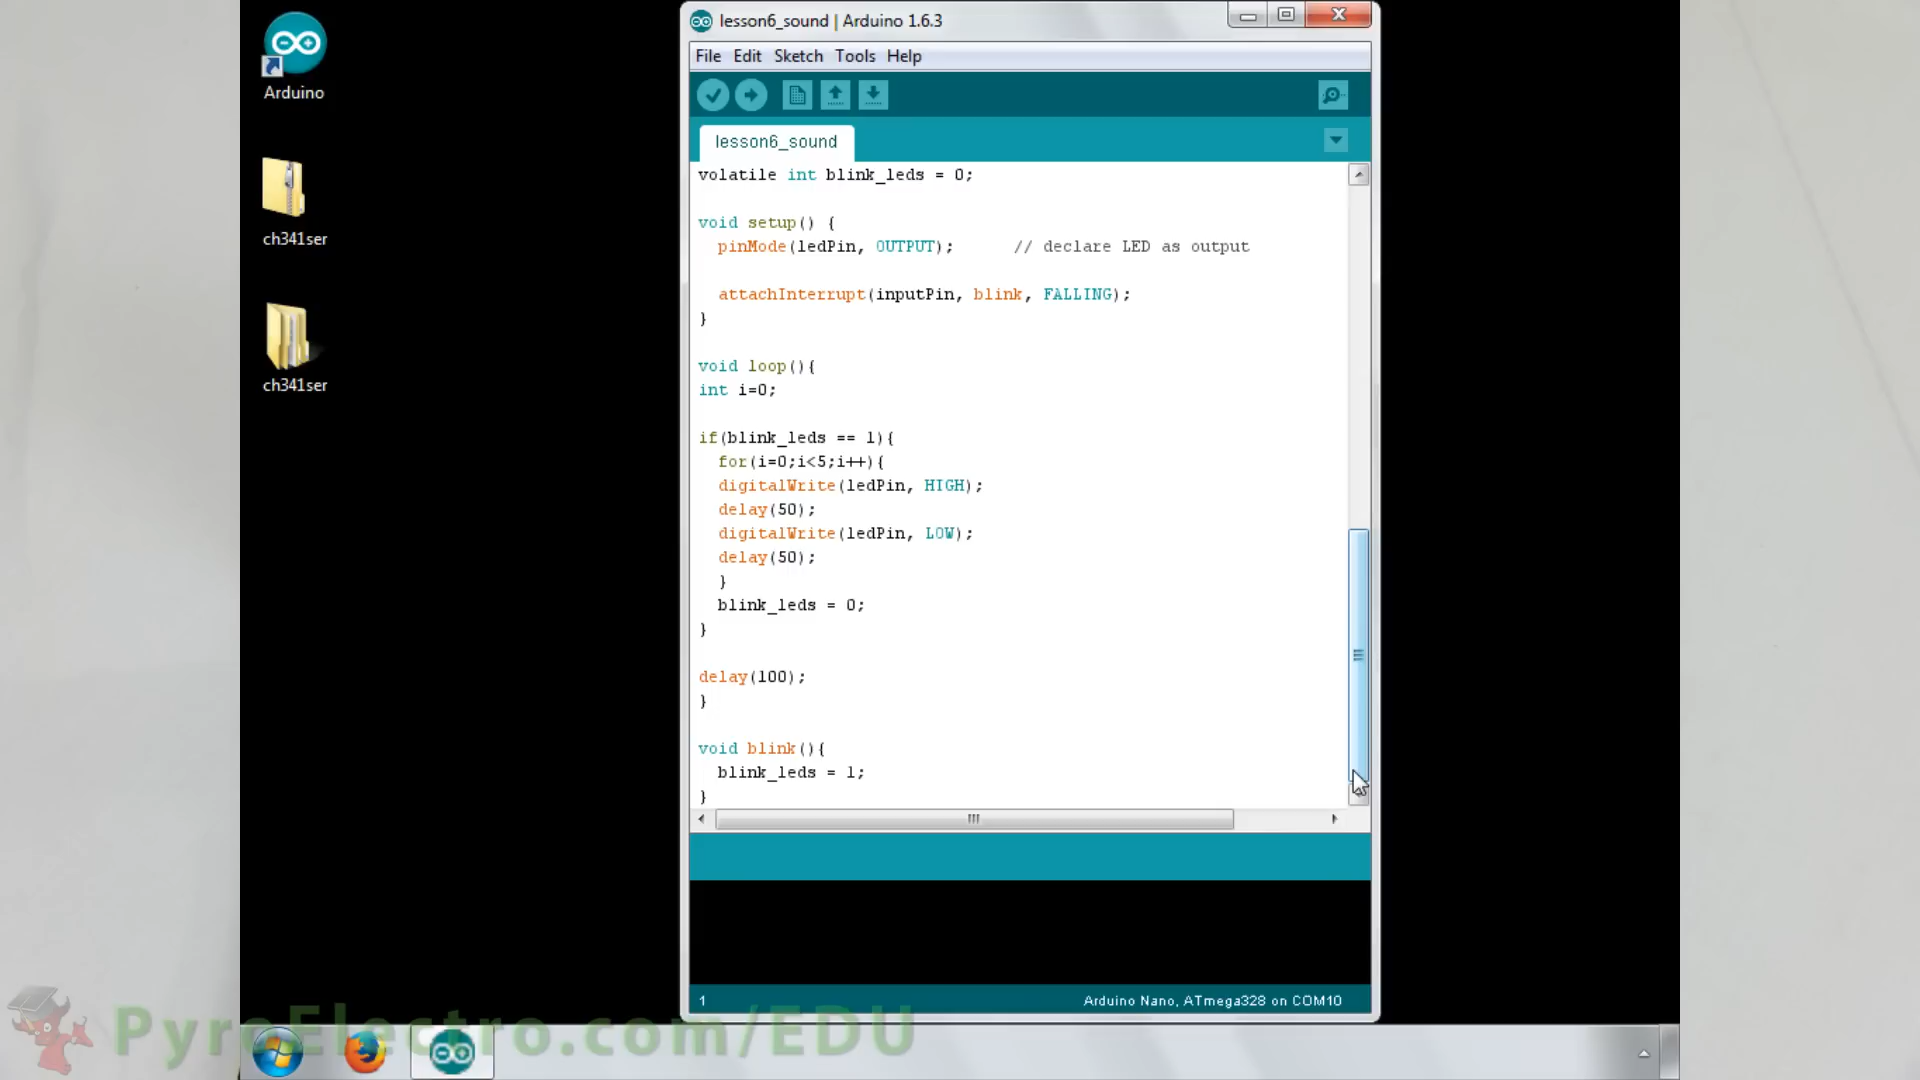 Arduino
ch341ser
ch341ser
lesson6_sound | Arduino 1.6.3
File Edit Sketch Tools Help
lesson6_sound
volatile int blink_leds = 0;
void setup() {
pinMode(ledPin, OUTPUT); // declare LED as output
attachInterrupt(inputPin, blink, FALLING);
}
void loop(){
int i=0;
if(blink_leds == 1){
for(i=0;i<5;i++){
digitalWrite(ledPin, HIGH);
delay(50);
digitalWrite(ledPin, LOW);
delay(50);
}
blink_leds = 0;
}
delay(100);
}
void blink(){
blink_leds = 1;
}
1
Arduino Nano, ATmega328 on COM10
PyroElectro.com/EDU